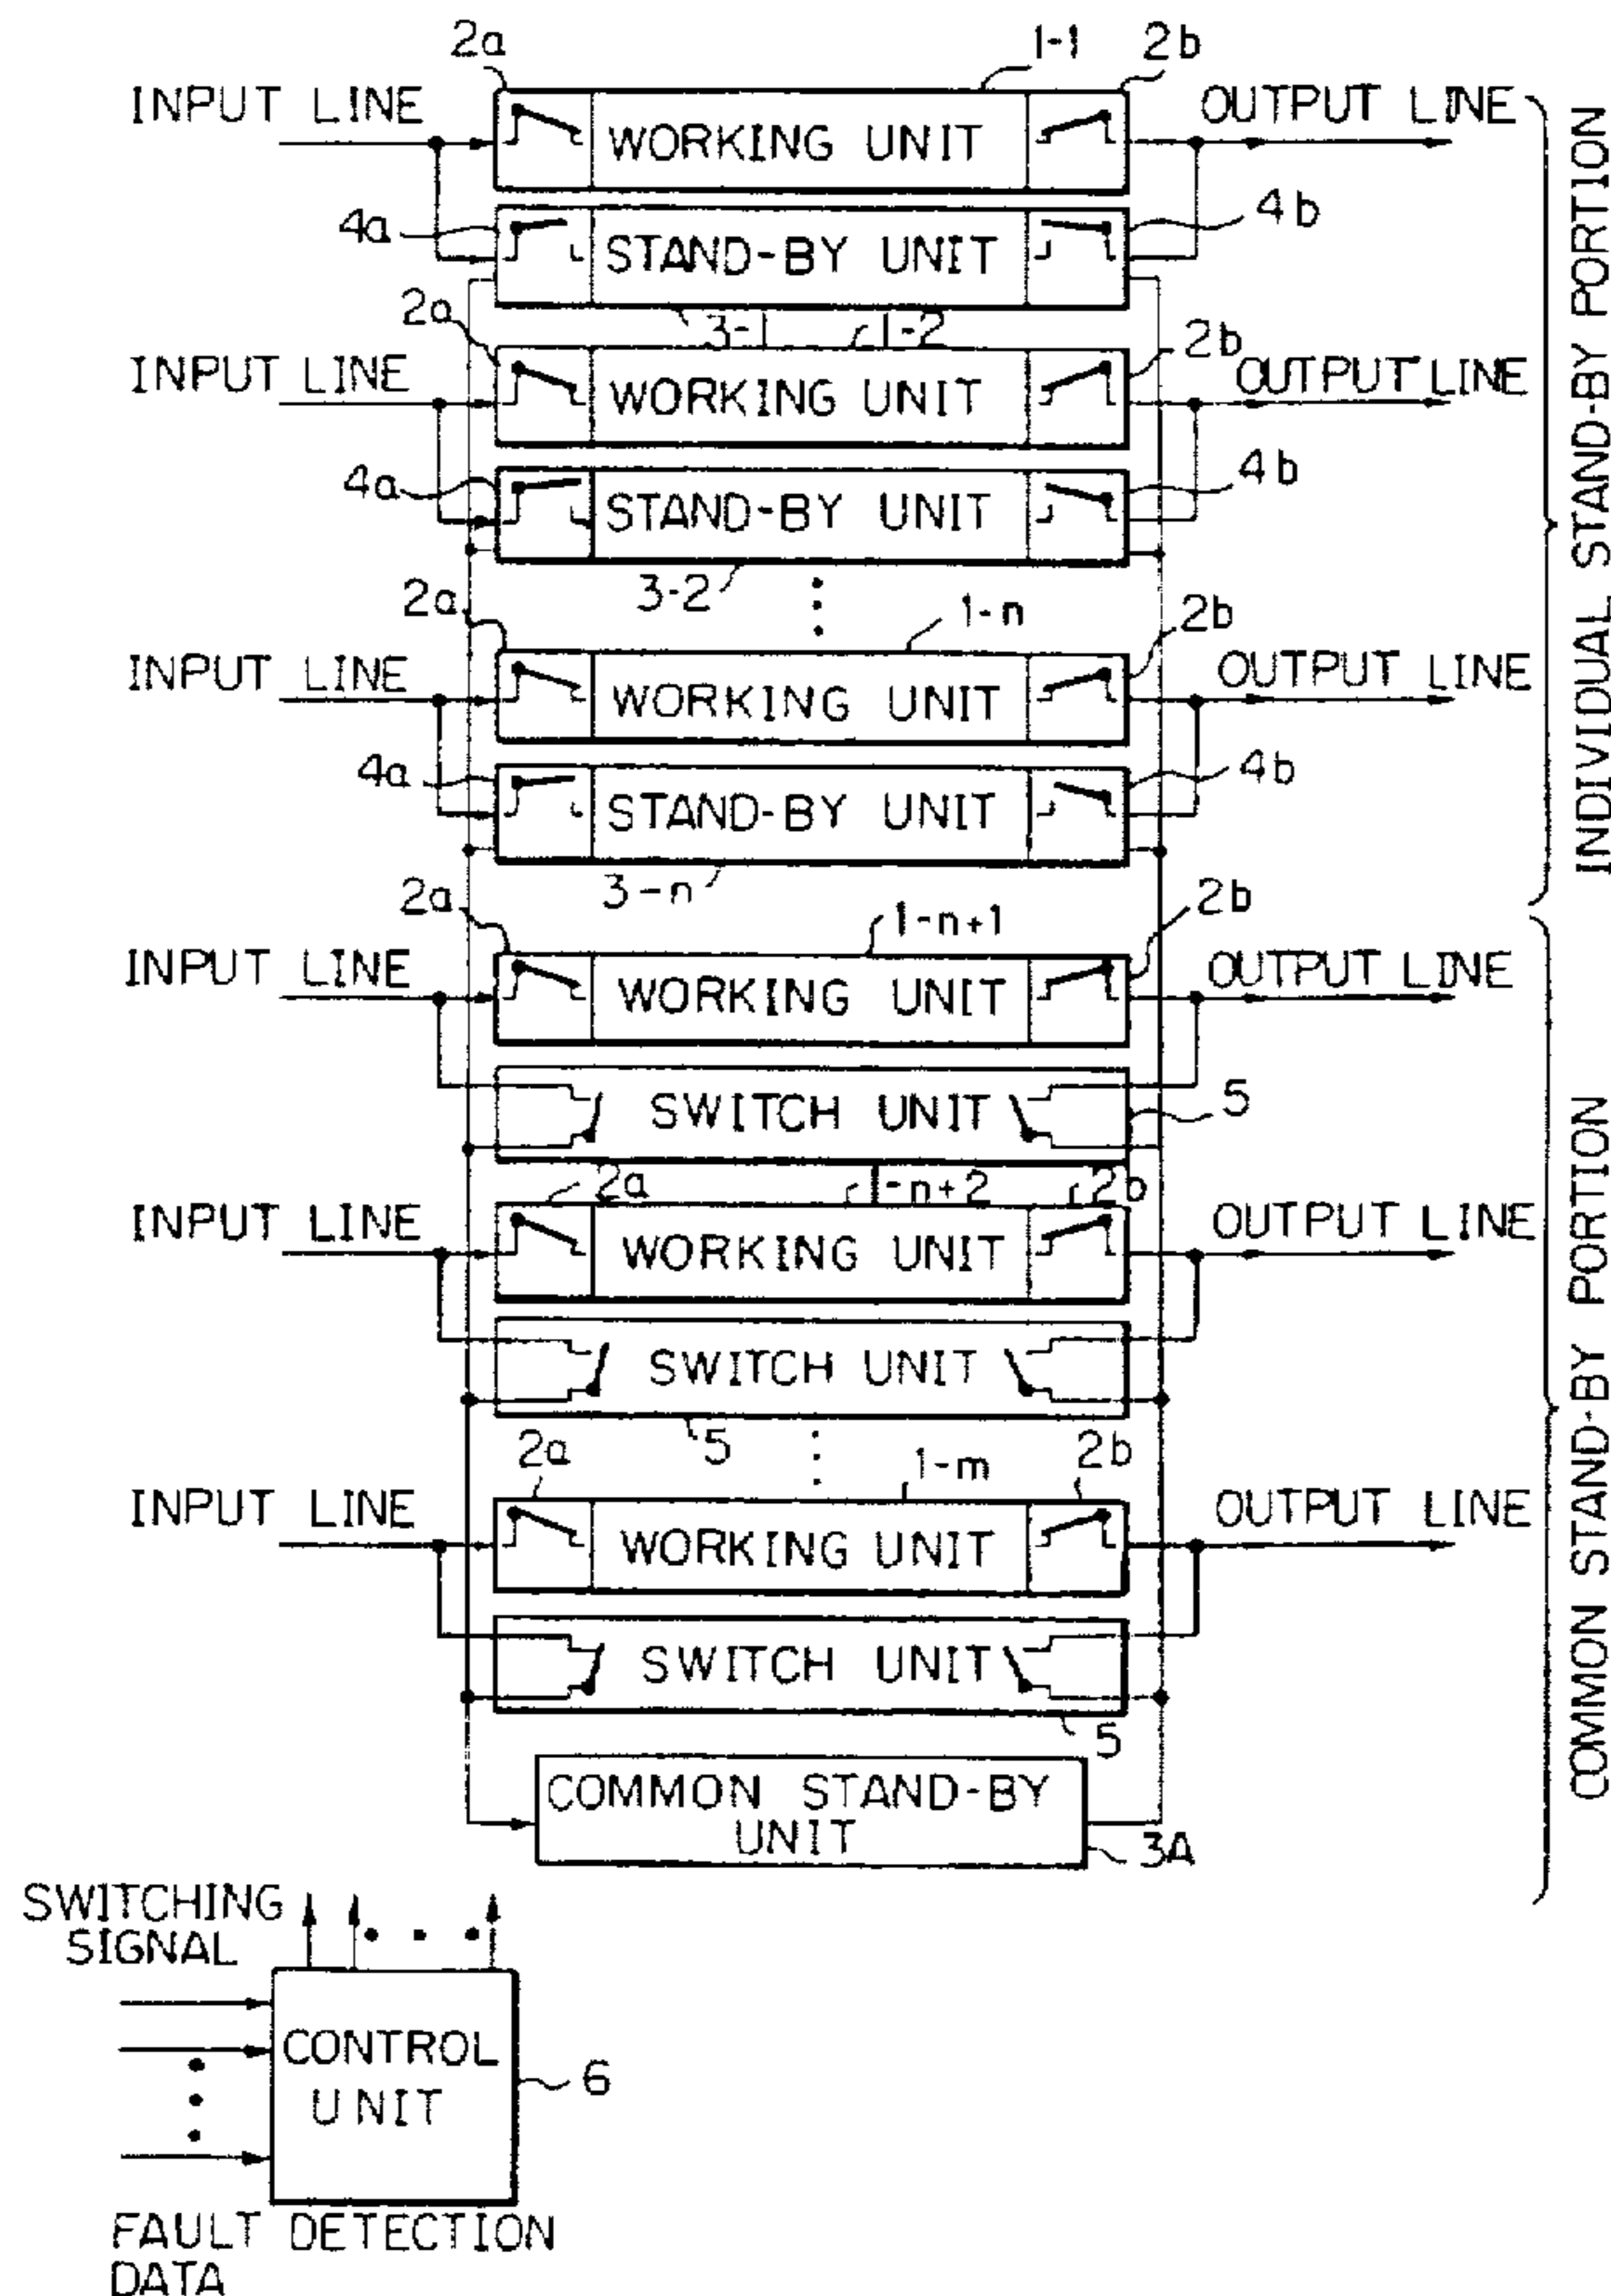 2a 1-1 2b
INPUT LINE WORKING UNIT OUTPUT LINE
4a STAND-BY UNIT 4b
2a 3-1 1-2 2b
INPUT LINE WORKING UNIT OUTPUT LINE
4a STAND-BY UNIT 4b
2a 3-2 1-n 2b
INPUT LINE WORKING UNIT OUTPUT LINE
4a STAND-BY UNIT 4b
3-n
INDIVIDUAL STAND-BY PORTION
2a 1-n+1 2b
INPUT LINE WORKING UNIT OUTPUT LINE
SWITCH UNIT 5
2a 1-n+2 2b
INPUT LINE WORKING UNIT OUTPUT LINE
SWITCH UNIT
5
2a 1-m 2b
INPUT LINE WORKING UNIT OUTPUT LINE
SWITCH UNIT
5
COMMON STAND-BY
UNIT 3A
COMMON STAND-BY PORTION
SWITCHING
SIGNAL
CONTROL
UNIT 6
FAULT DETECTION
DATA